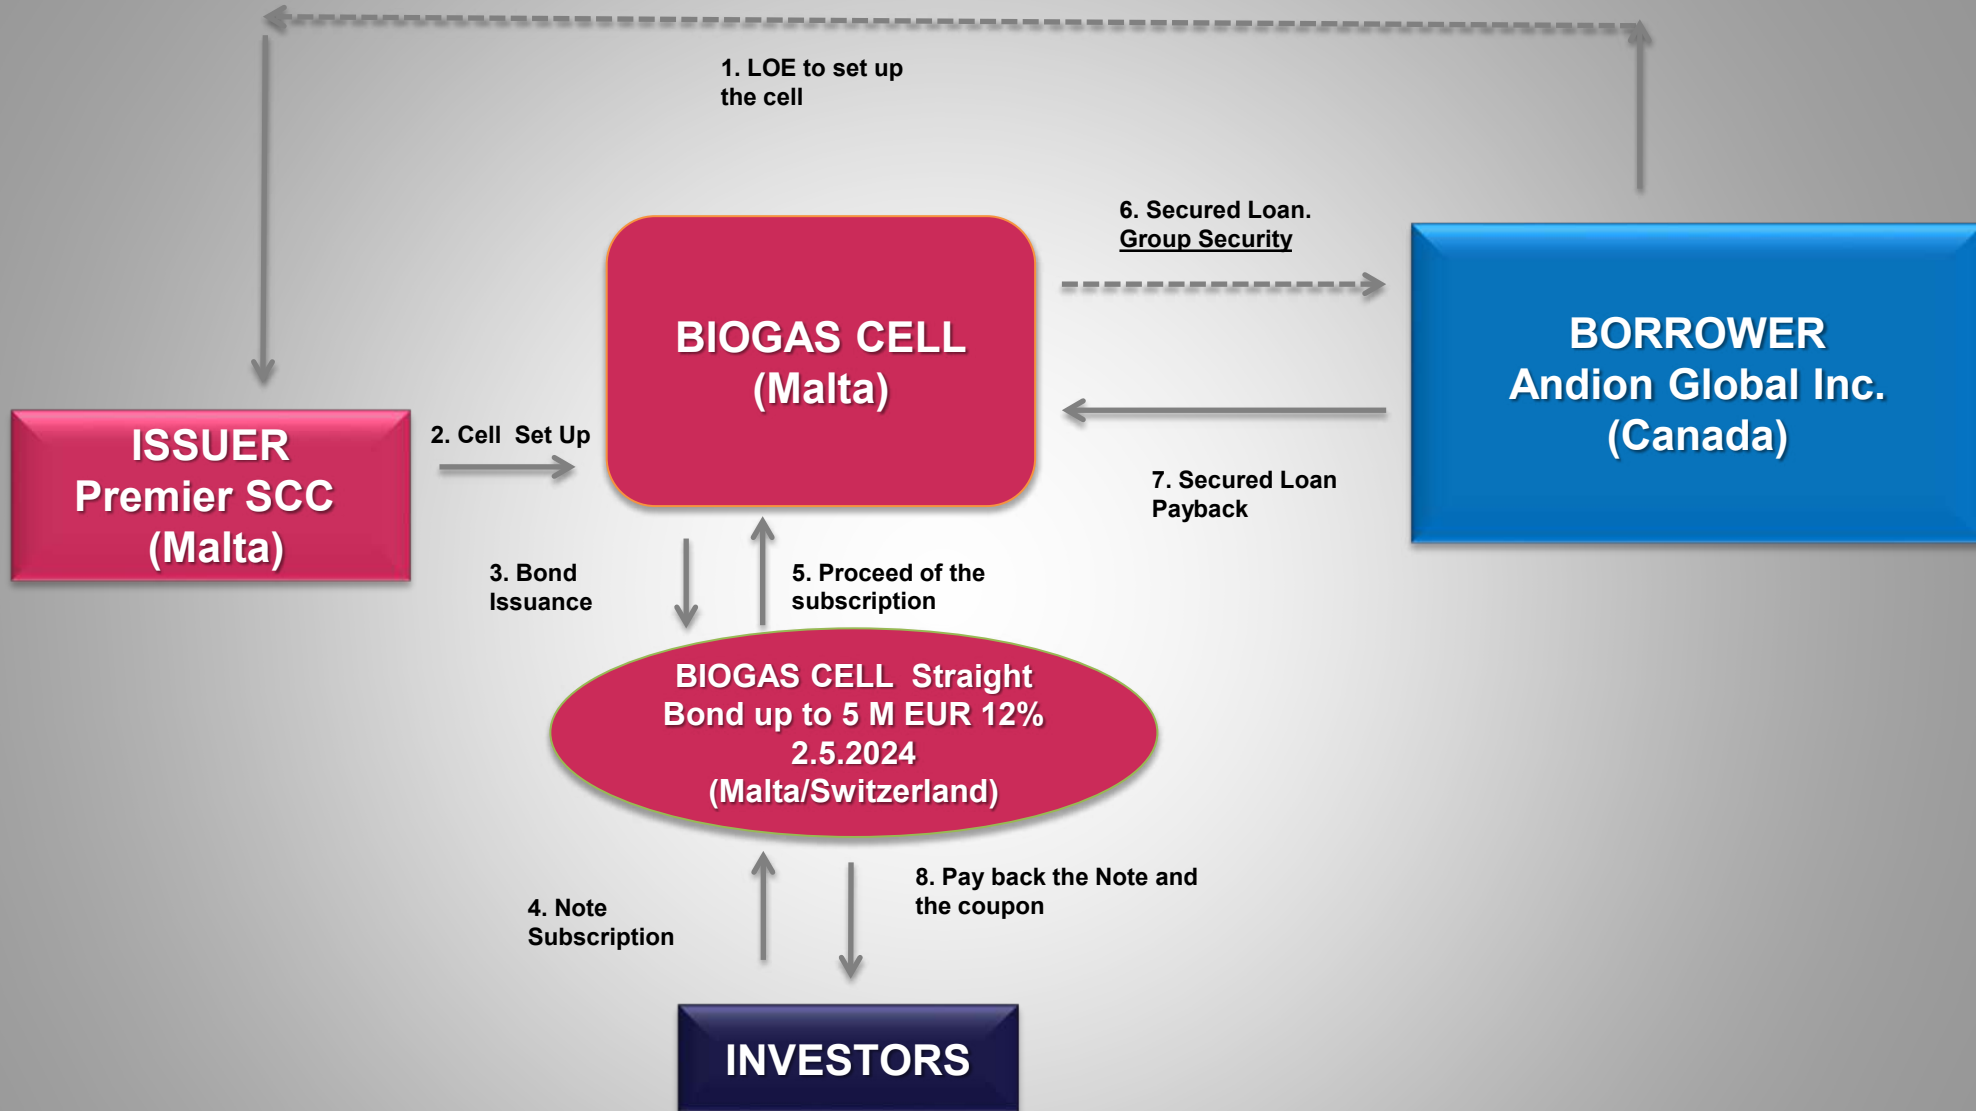 1. LOE to set up
the cell
6. Secured Loan.
Group Security
BIOGAS CELL
(Malta)
BORROWER
Andion Global Inc.
(Canada)
ISSUER
Premier SCC
(Malta)
2. Cell Set Up
7. Secured Loan
Payback
3. Bond
Issuance
5. Proceed of the
subscription
BIOGAS CELL Straight
Bond up to 5 M EUR 12%
2.5.2024
(Malta/Switzerland)
4. Note
Subscription
8. Pay back the Note and
the coupon
INVESTORS